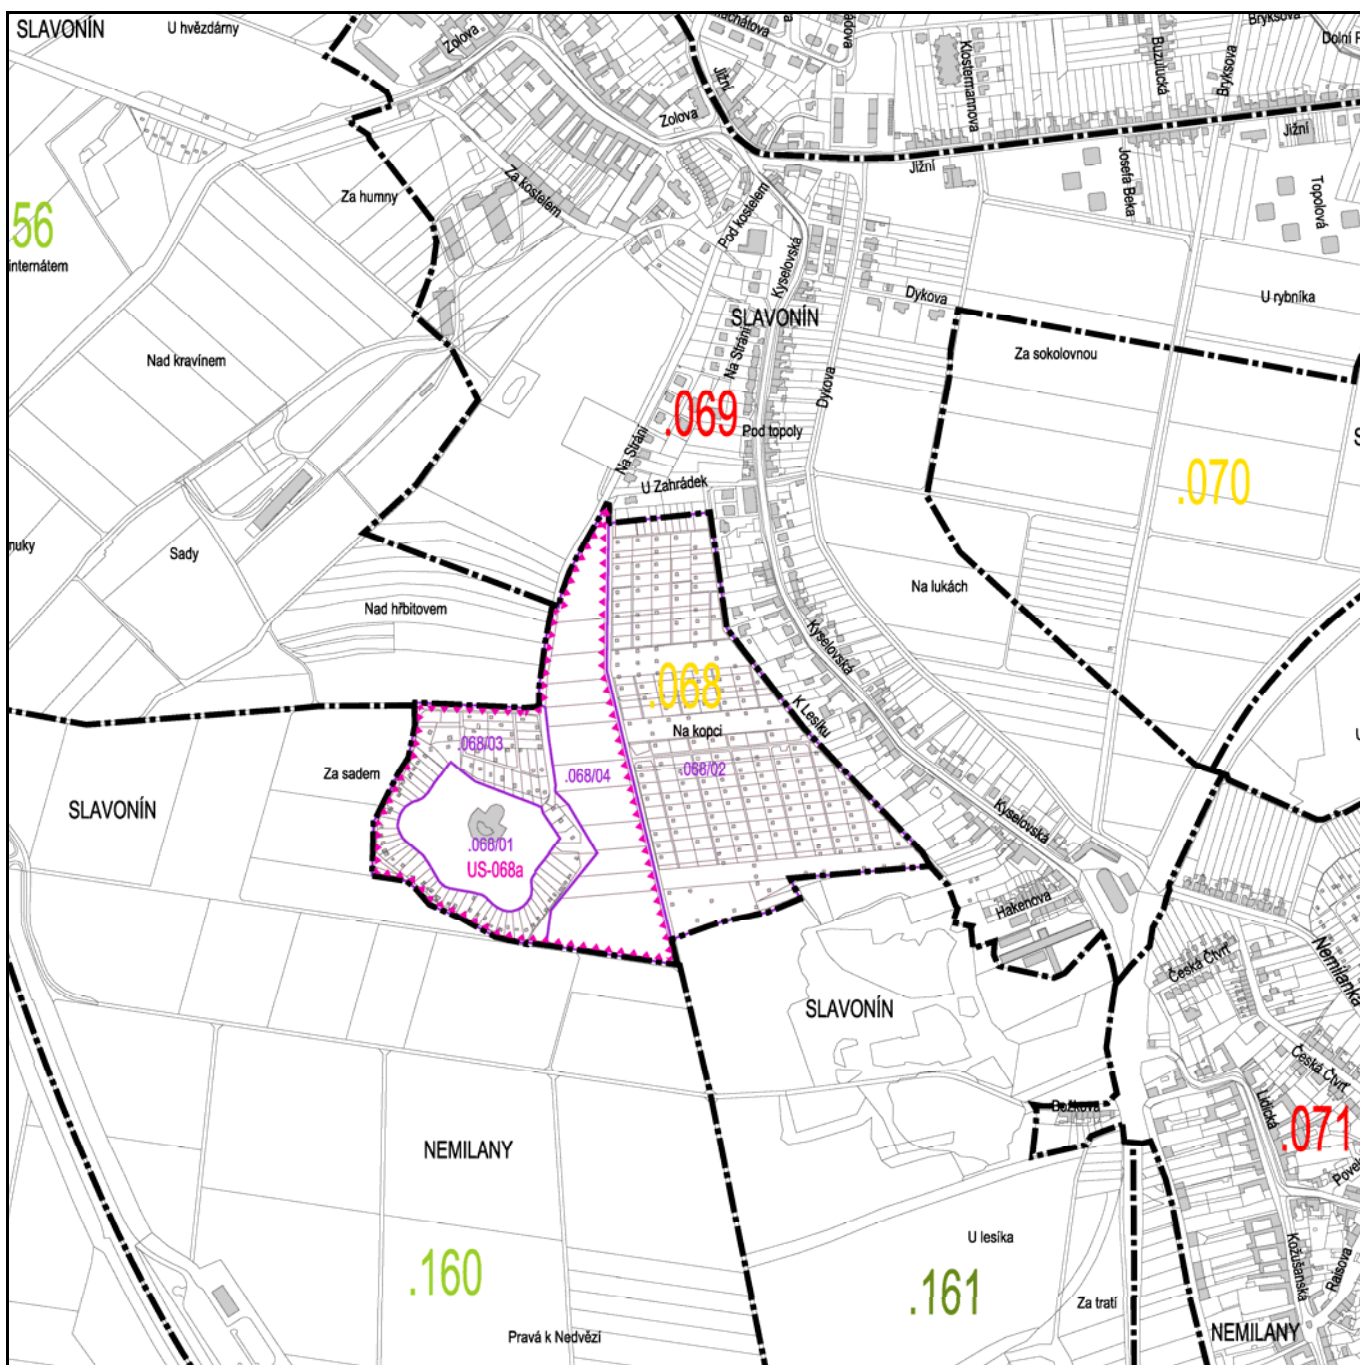 SLAVONÍN
U hvězdárny
Zolova
Bryksova
Dolní
Jižní
Klostermannova
Buzulucká
Bryksova
Zolova
Jižní
Jižní
Za kostelem
Josefa Beka
Topolová
Za humny
Pod kostelem
56
internátem
Kyselovská
Dykova
U rybníka
SLAVONÍN
Nad kravínem
Na Stráni
Za sokolovnou
Dykova
.069
Pod topoly
Na Stráni
.070
U Zahrádek
Sady
Na lukách
Nad hřbitovem
Kyselovská
.068
K Lesíku
Na kopci
.068/03
.068/04
.068/02
Za sadem
SLAVONÍN
Kyselovská
.068/01
US-068a
Hakenova
Nemilanka
Česká Čtvrť
SLAVONÍN
Česká Čtvrť
Lidická
Božkova
.071
NEMILANY
U lesíka
Kožušanska
Raisova
.160
.161
Za tratí
Pravá k Nedvězí
NEMILANY